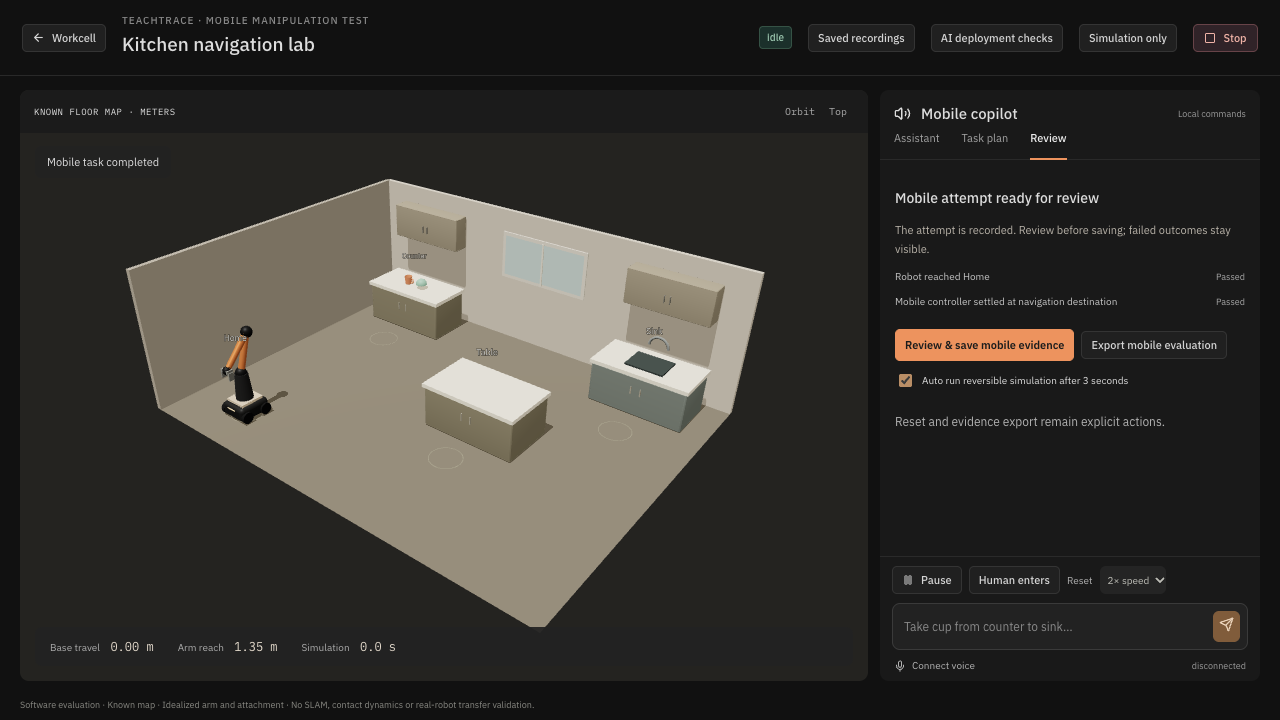 Workcell
TEACHTRACE · MOBILE MANIPULATION TEST
Kitchen navigation lab
Idle
Saved recordings
AI deployment checks
Simulation only
Stop
KNOWN FLOOR MAP · METERS
Orbit
Top
Mobile task completed
Counter
Home
Table
Sink
Base travel 0.00 m
Arm reach 1.35 m
Simulation 0.0 s
Mobile copilot
Local commands
Assistant
Task plan
Review
Mobile attempt ready for review
The attempt is recorded. Review before saving; failed outcomes stay
visible.
Robot reached Home Passed
Mobile controller settled at navigation destination Passed
Review & save mobile evidence
Export mobile evaluation
Auto run reversible simulation after 3 seconds
Reset and evidence export remain explicit actions.
Pause
Human enters
Reset
2× speed
Take cup from counter to sink...
Connect voice
disconnected
Software evaluation · Known map · Idealized arm and attachment · No SLAM, contact dynamics or real-robot transfer validation.